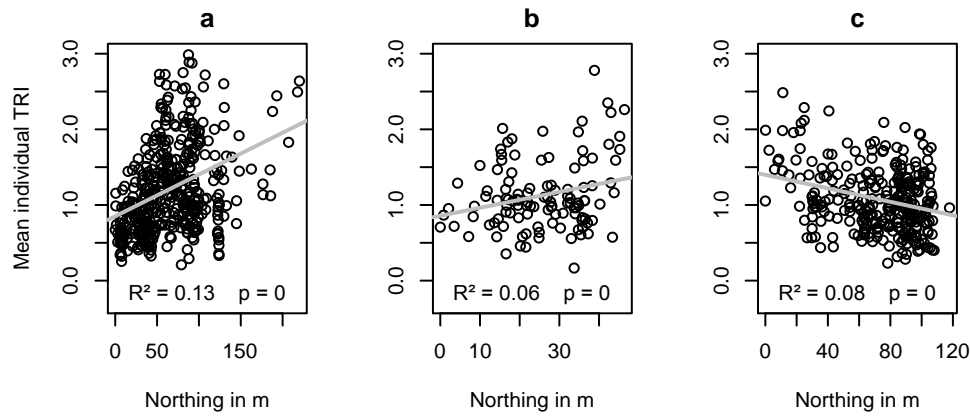 a
b
c
Mean individual TRI
3.0
2.0
1.0
0.0
R² = 0.13 p = 0
0 50 150
Northing in m
3.0
2.0
1.0
0.0
R² = 0.06 p = 0
0 10 30
Northing in m
3.0
2.0
1.0
0.0
R² = 0.08 p = 0
0 40 80 120
Northing in m